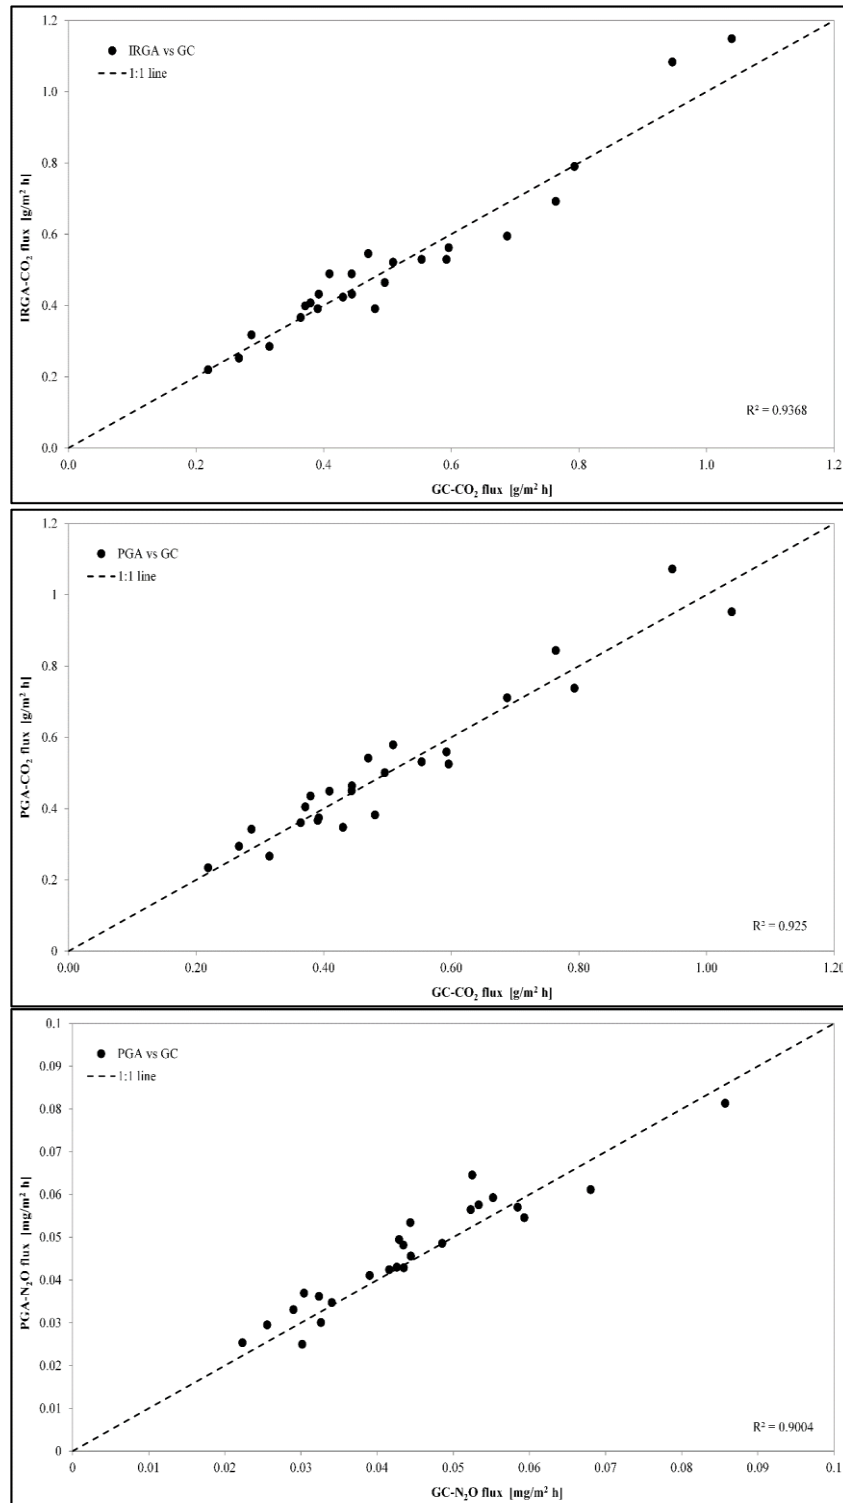 1.2
IRGA vs GC
1:1 line
1.0
0.8
0.6
0.4
0.2
0.0
IRGA-CO₂ flux [g/m² h]
R² = 0.9368
0.0 0.2 0.4 0.6 0.8 1.0 1.2
GC-CO₂ flux [g/m² h]
1.2
PGA vs GC
1:1 line
1
0.8
0.6
0.4
0.2
0
PGA-CO₂ flux [g/m² h]
R² = 0.925
0.00 0.20 0.40 0.60 0.80 1.00 1.20
GC-CO₂ flux [g/m² h]
0.1
PGA vs GC
1:1 line
0.09
0.08
0.07
0.06
0.05
0.04
0.03
0.02
0.01
0
PGA-N₂O flux [mg/m² h]
R² = 0.9004
0 0.01 0.02 0.03 0.04 0.05 0.06 0.07 0.08 0.09 0.1
GC-N₂O flux [mg/m² h]